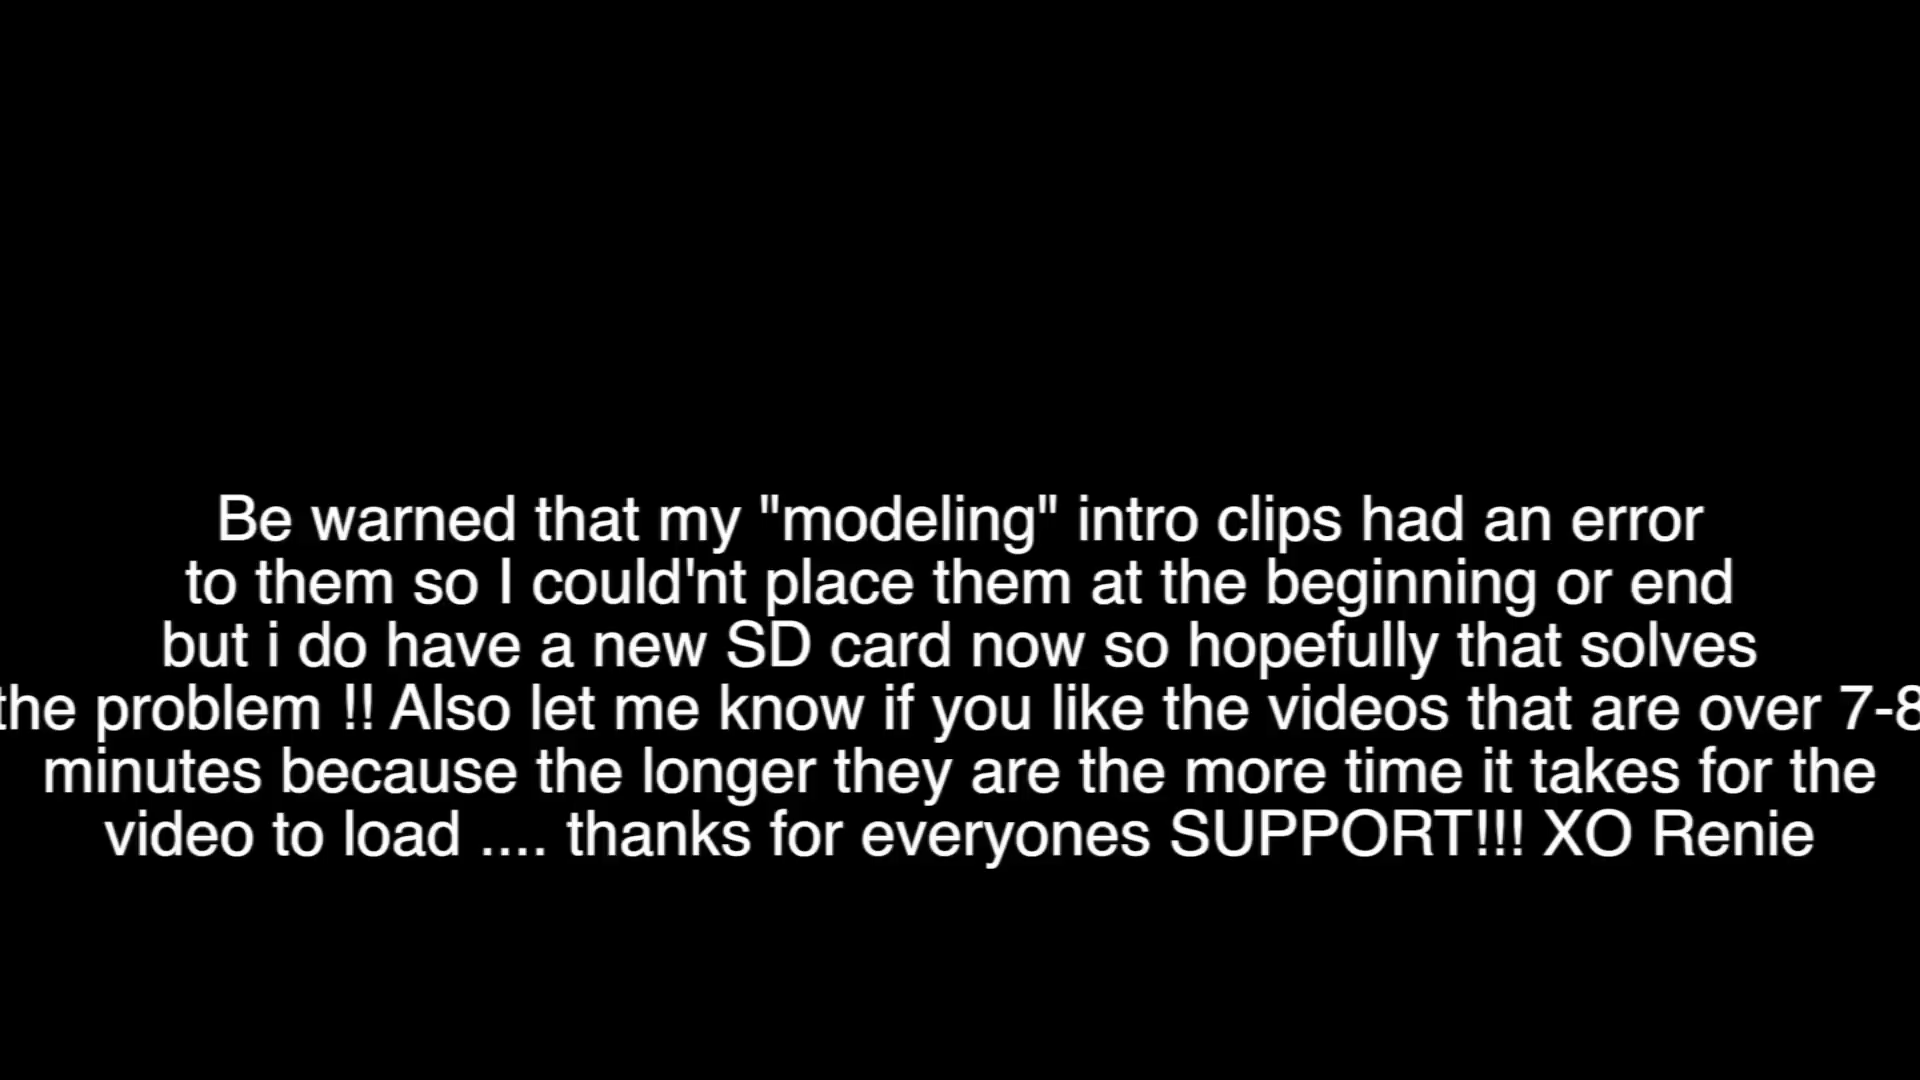 Be warned that my "modeling" intro clips had an error
to them so I could'nt place them at the beginning or end
but i do have a new SD card now so hopefully that solves
the problem !! Also let me know if you like the videos that are over 7-8
minutes because the longer they are the more time it takes for the
video to load .... thanks for everyones SUPPORT!!! XO Renie